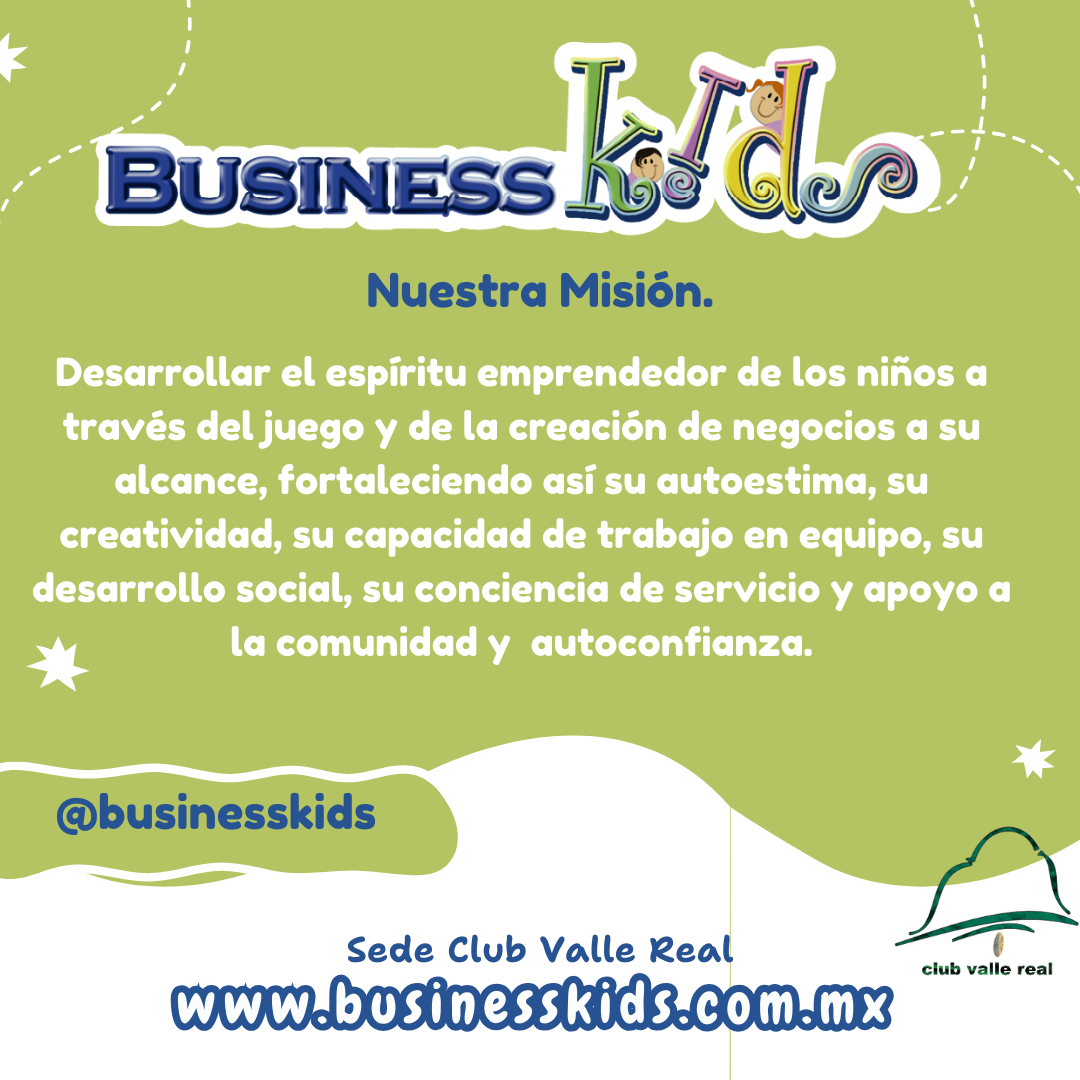 BUSINESS KIDS
Nuestra Misión.
Desarrollar el espíritu emprendedor de los niños a
través del juego y de la creación de negocios a su
alcance, fortaleciendo así su autoestima, su
creatividad, su capacidad de trabajo en equipo, su
desarrollo social, su conciencia de servicio y apoyo a
la comunidad y  autoconfianza.
@businesskids
Sede Club Valle Real
www.businesskids.com.mx
club valle real